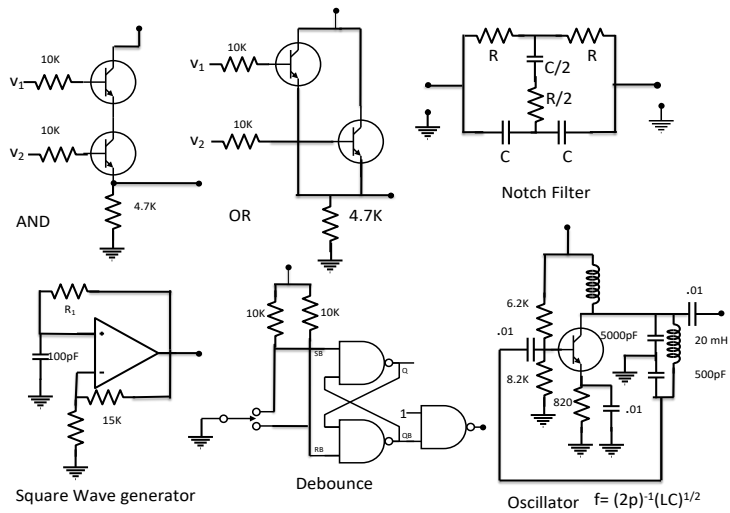 10K
V1
10K
V2
4.7K
AND
10K
V1
10K
V2
4.7K
OR
R
R
C/2
R/2
C
C
Notch Filter
R1
100pF
+
−
15K
Square Wave generator
10K
10K
SB
Q
1
RB
QB
Debounce
.01
6.2K
.01
5000pF
20 mH
8.2K
500pF
820
.01
Oscillator f= (2p)-1(LC)1/2